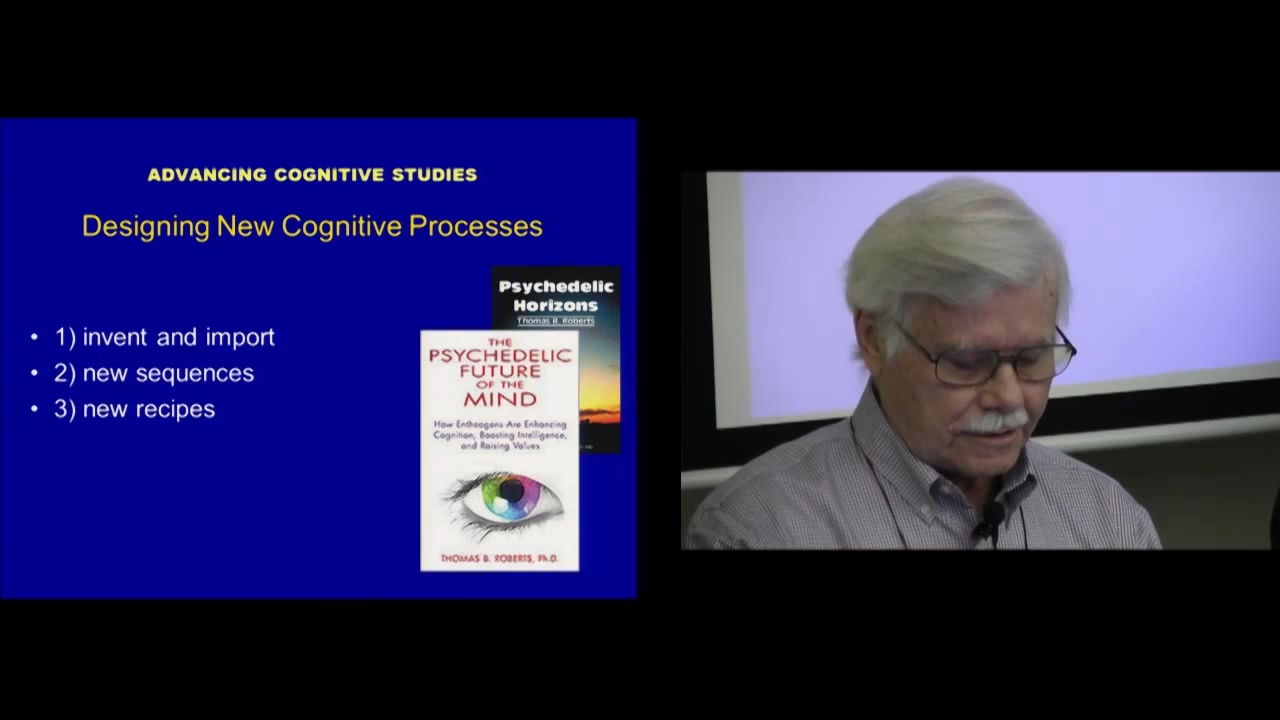 ADVANCING COGNITIVE STUDIES
Designing New Cognitive Processes
• 1) invent and import
• 2) new sequences
• 3) new recipes
Psychedelic
Horizons
Thomas B. Roberts
THE
PSYCHEDELIC
FUTURE
OF THE
MIND
How Entheogens Are Enhancing
Cognition, Boosting Intelligence,
and Raising Values
THOMAS B. ROBERTS, Ph.D.